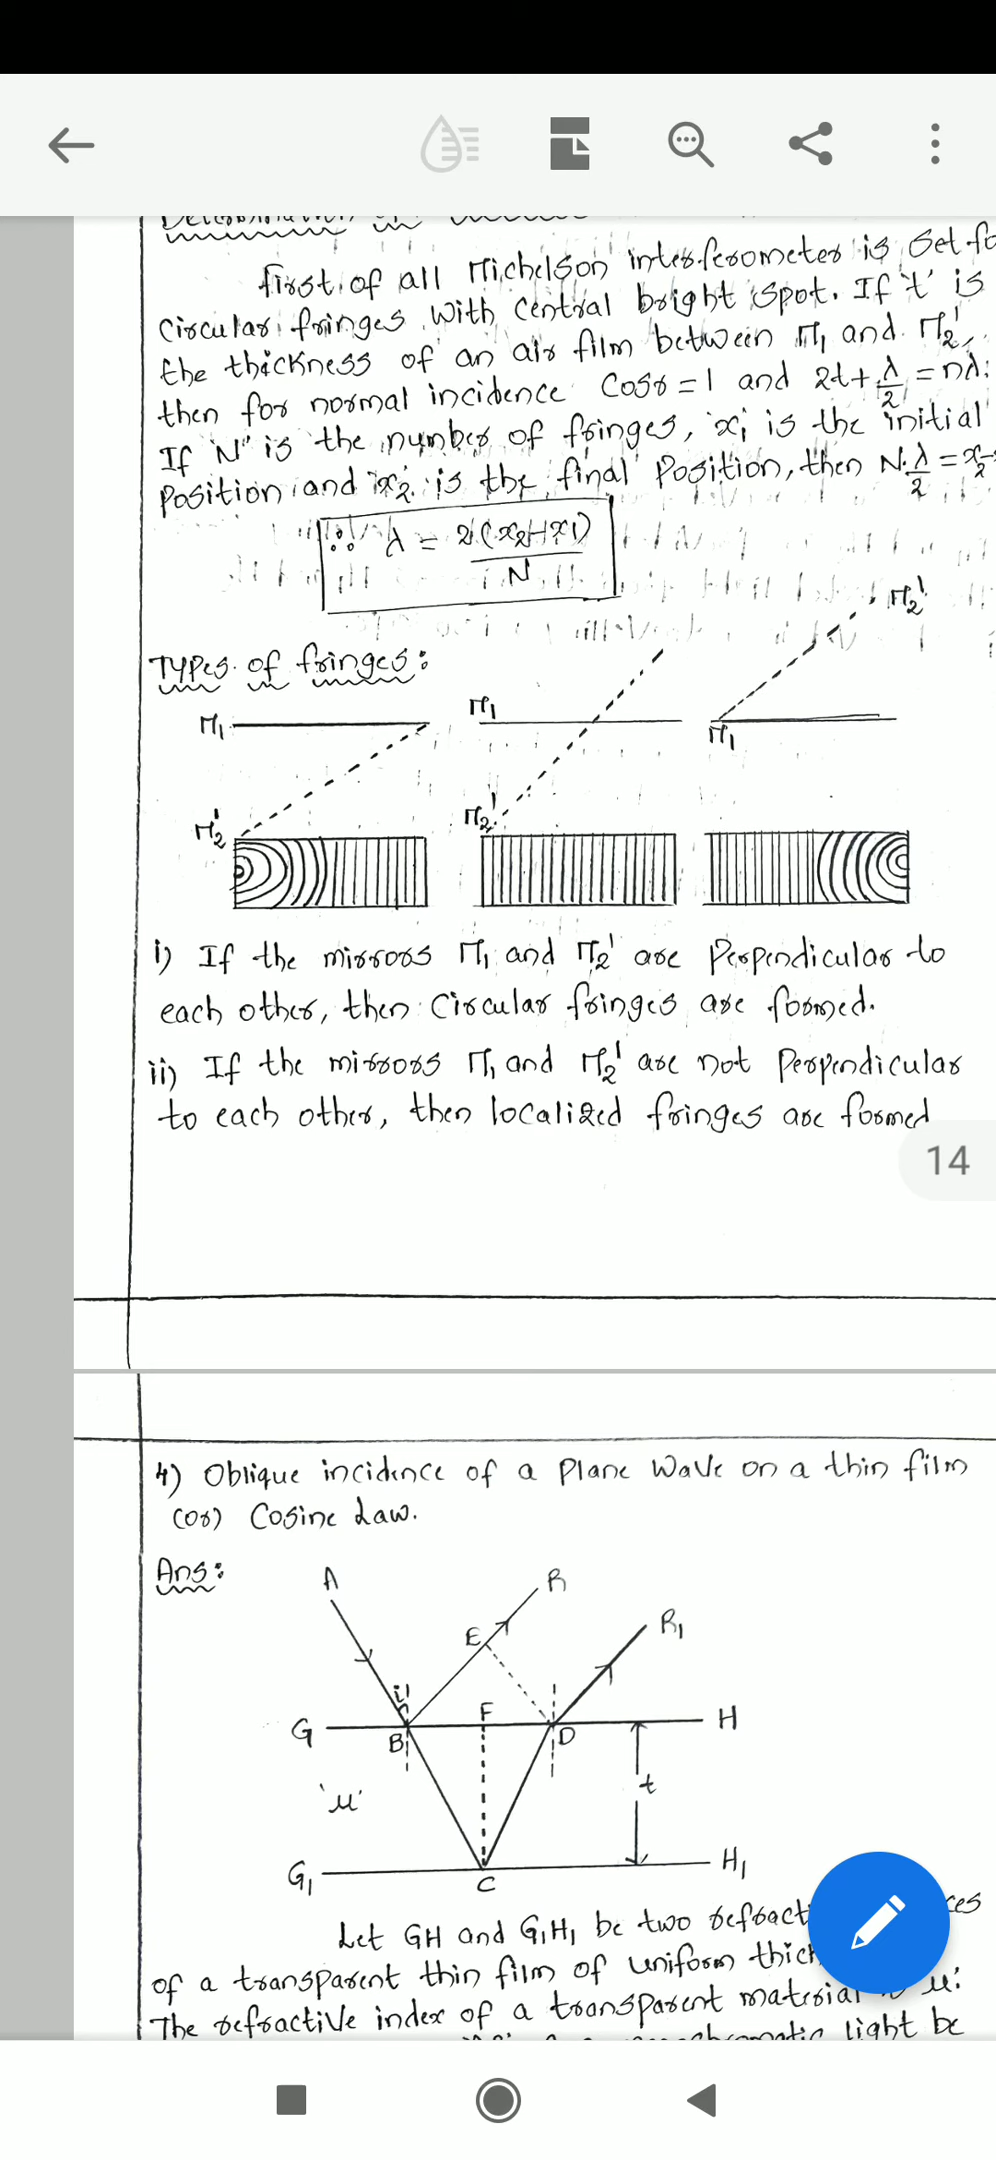 Determination of
first of all Michelson interferometer is set fo
Circular fringes with central bright spot. If 't' is
the thickness of an air film between M₁ and M₂',
then for normal incidence Cosr = 1 and 2t + λ/2 = nλ.
If 'N' is the number of fringes, x₁ is the initial
Position and x₂ is the final Position, then N.λ/2 = x₂-
∴ λ = 2(x₂-x₁)/N
Types of fringes:
M₁ M₁ M₁ M₂'
M₂' M₂'
i) If the mirrors M₁ and M₂' are Perpendicular to
each other, then Circular fringes are formed.
ii) If the mirrors M₁ and M₂' are not Perpendicular
to each other, then localized fringes are formed
14
4) Oblique incidence of a Plane Wave on a thin film
(or) Cosine Law.
Ans:
A R
E R₁
i
G B F D H
'μ' t
G₁ C H₁
Let GH and G₁H₁ be two refract ces
of a transparent thin film of uniform thick
The refractive index of a transparent material μ.
light be